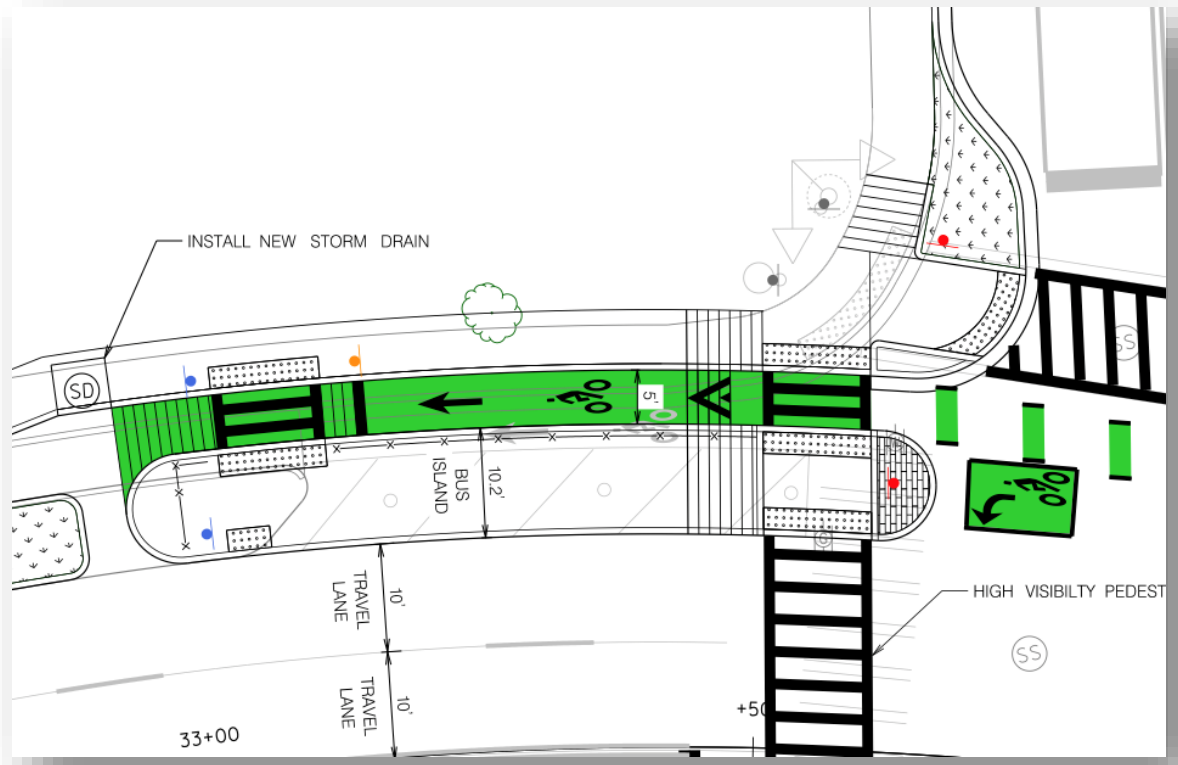 INSTALL NEW STORM DRAIN
SS
SD
5'
BUS
ISLAND
10.2'
HIGH VISIBILTY PEDEST
TRAVEL
LANE
10'
SS
TRAVEL
LANE
10'
33+00
+50